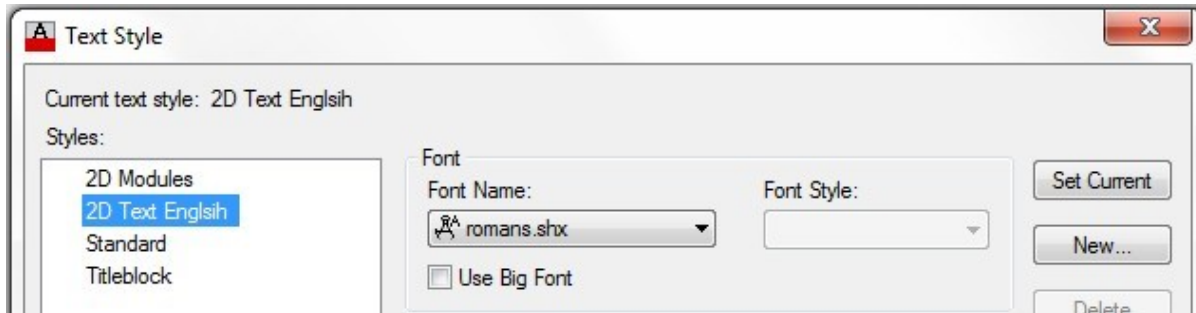 Text Style
Current text style: 2D Text Englsih
Styles:
2D Modules
2D Text Englsih
Standard
Titleblock
Font
Font Name:
romans.shx
Use Big Font
Font Style:
Set Current
New...
Delete